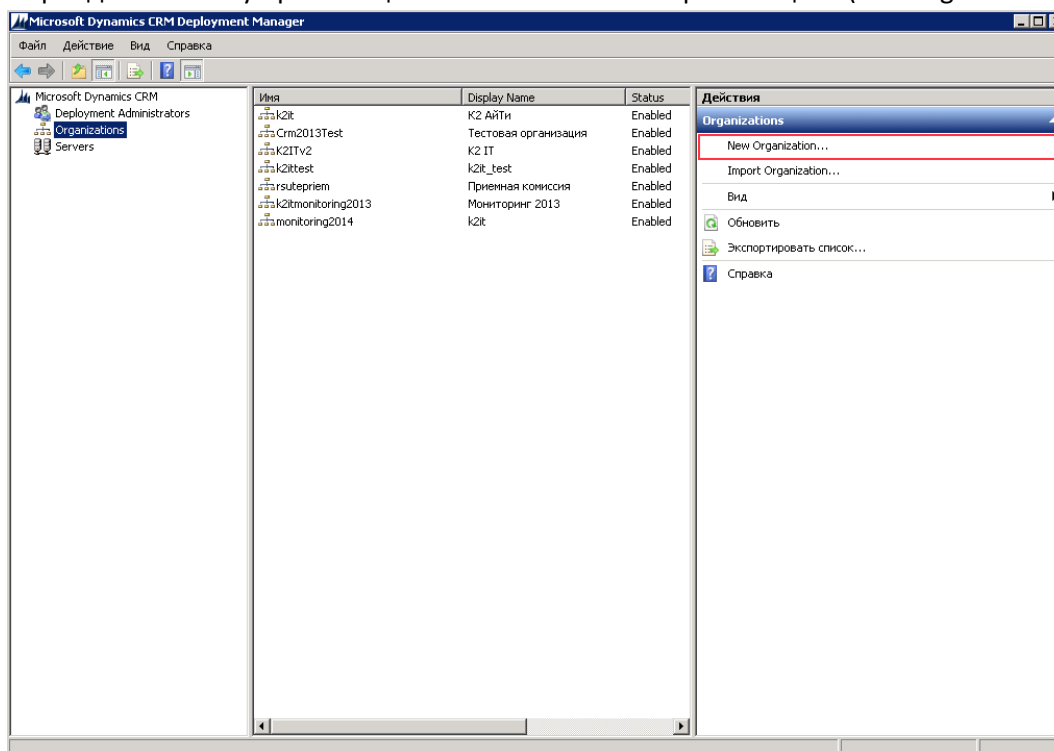 Microsoft Dynamics CRM Deployment Manager
Файл Действие Вид Справка
Microsoft Dynamics CRM
Deployment Administrators
Organizations
Servers
Имя Display Name Status
k2it К2 АйТи Enabled
Crm2013Test Тестовая организация Enabled
K2ITv2 K2 IT Enabled
k2ittest k2it_test Enabled
rsutepriem Приемная комиссия Enabled
k2itmonitoring2013 Мониторинг 2013 Enabled
monitoring2014 k2it Enabled
Действия
Organizations
New Organization...
Import Organization...
Вид
Обновить
Экспортировать список...
Справка